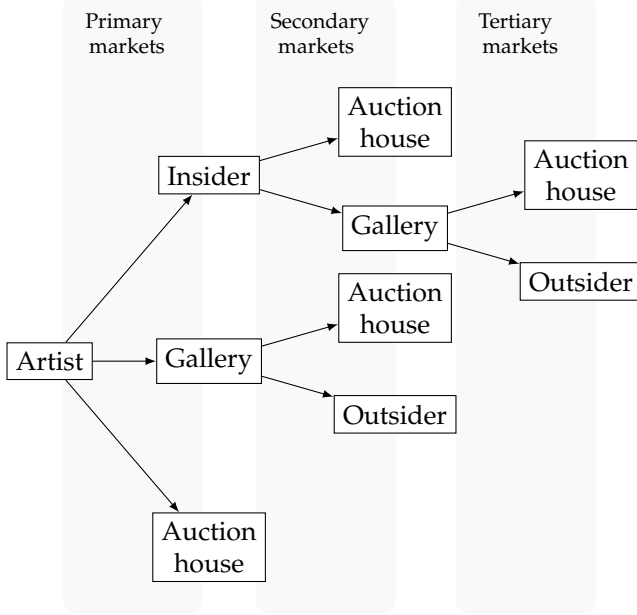 Primary
markets
Secondary
markets
Tertiary
markets
Auction
house
Insider
Auction
house
Gallery
Outsider
Auction
house
Artist
Gallery
Outsider
Auction
house